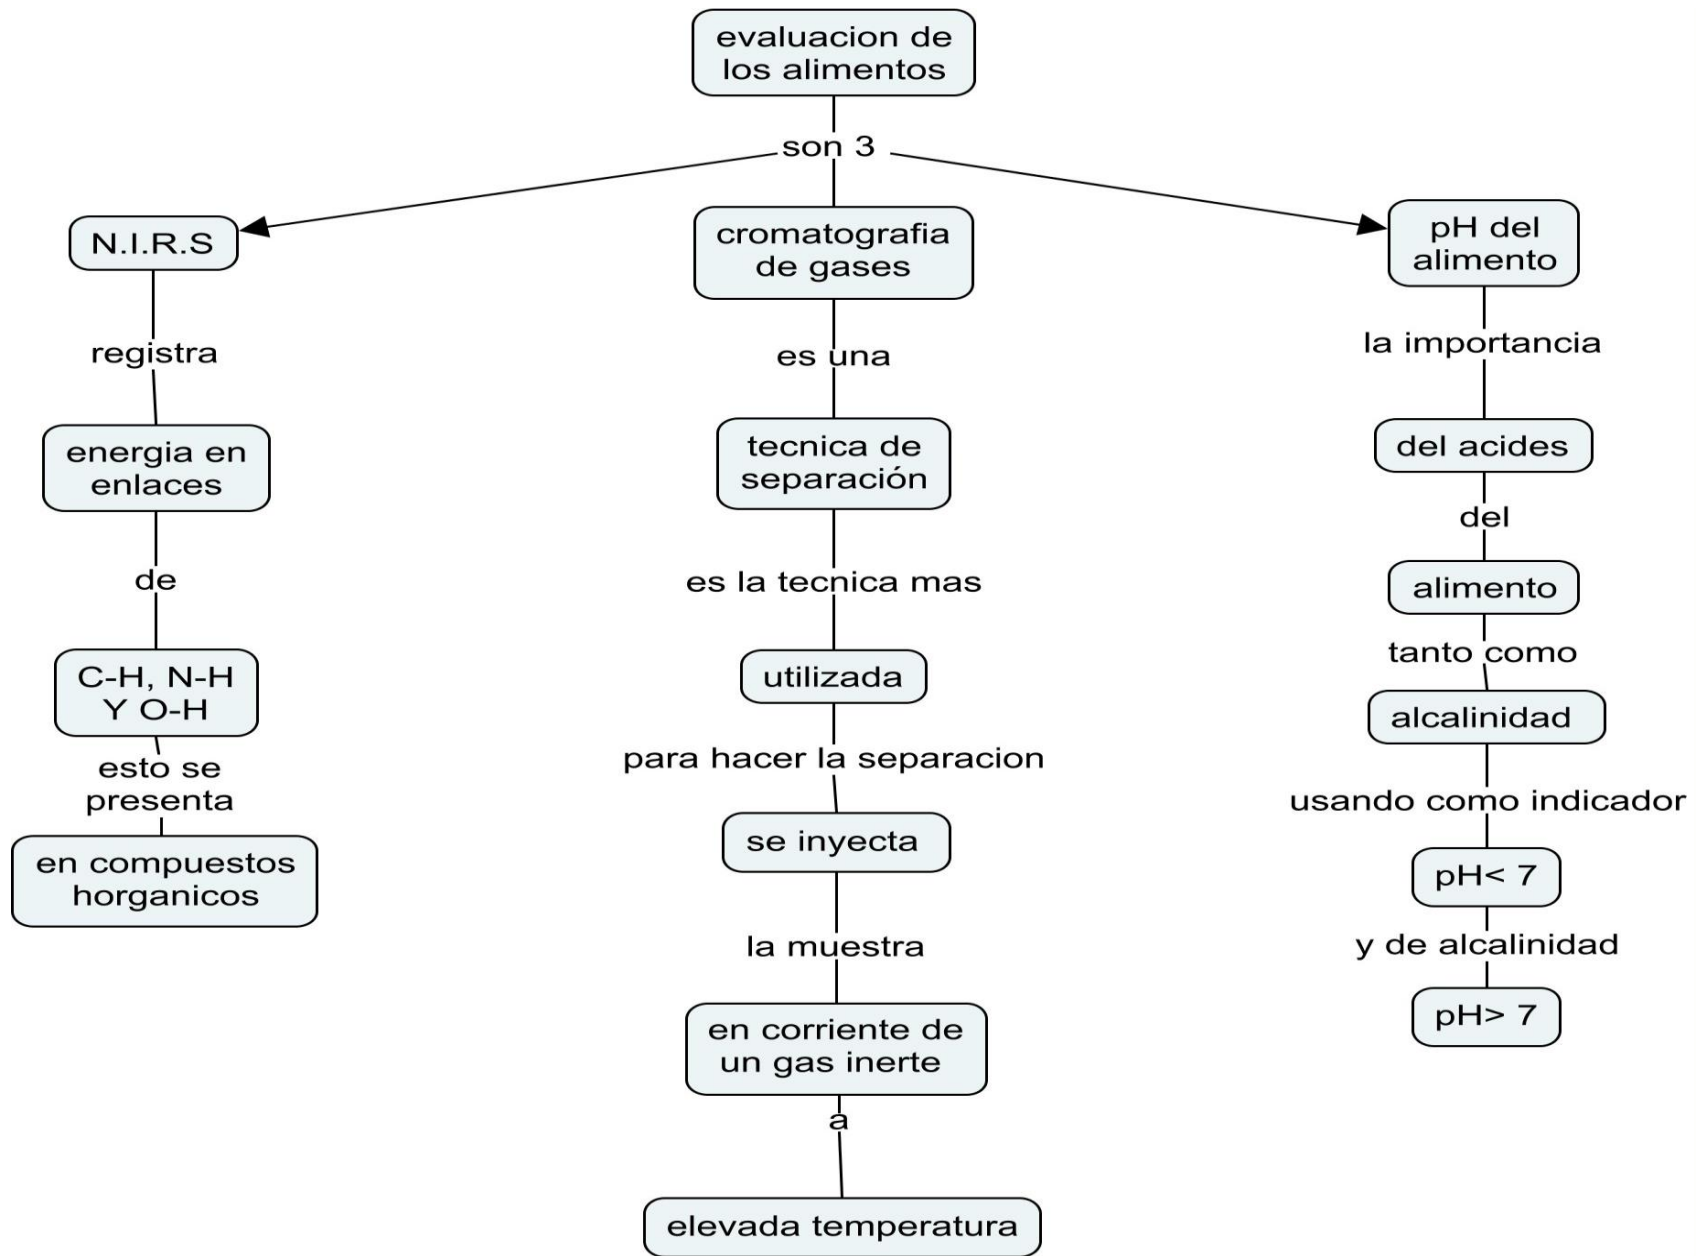 evaluacion de
los alimentos
son 3
N.I.R.S
registra
energia en
enlaces
de
C-H, N-H
Y O-H
esto se
presenta
en compuestos
horganicos
cromatografia
de gases
es una
tecnica de
separación
es la tecnica mas
utilizada
para hacer la separacion
se inyecta
la muestra
en corriente de
un gas inerte
a
elevada temperatura
pH del
alimento
la importancia
del acides
del
alimento
tanto como
alcalinidad
usando como indicador
pH< 7
y de alcalinidad
pH> 7